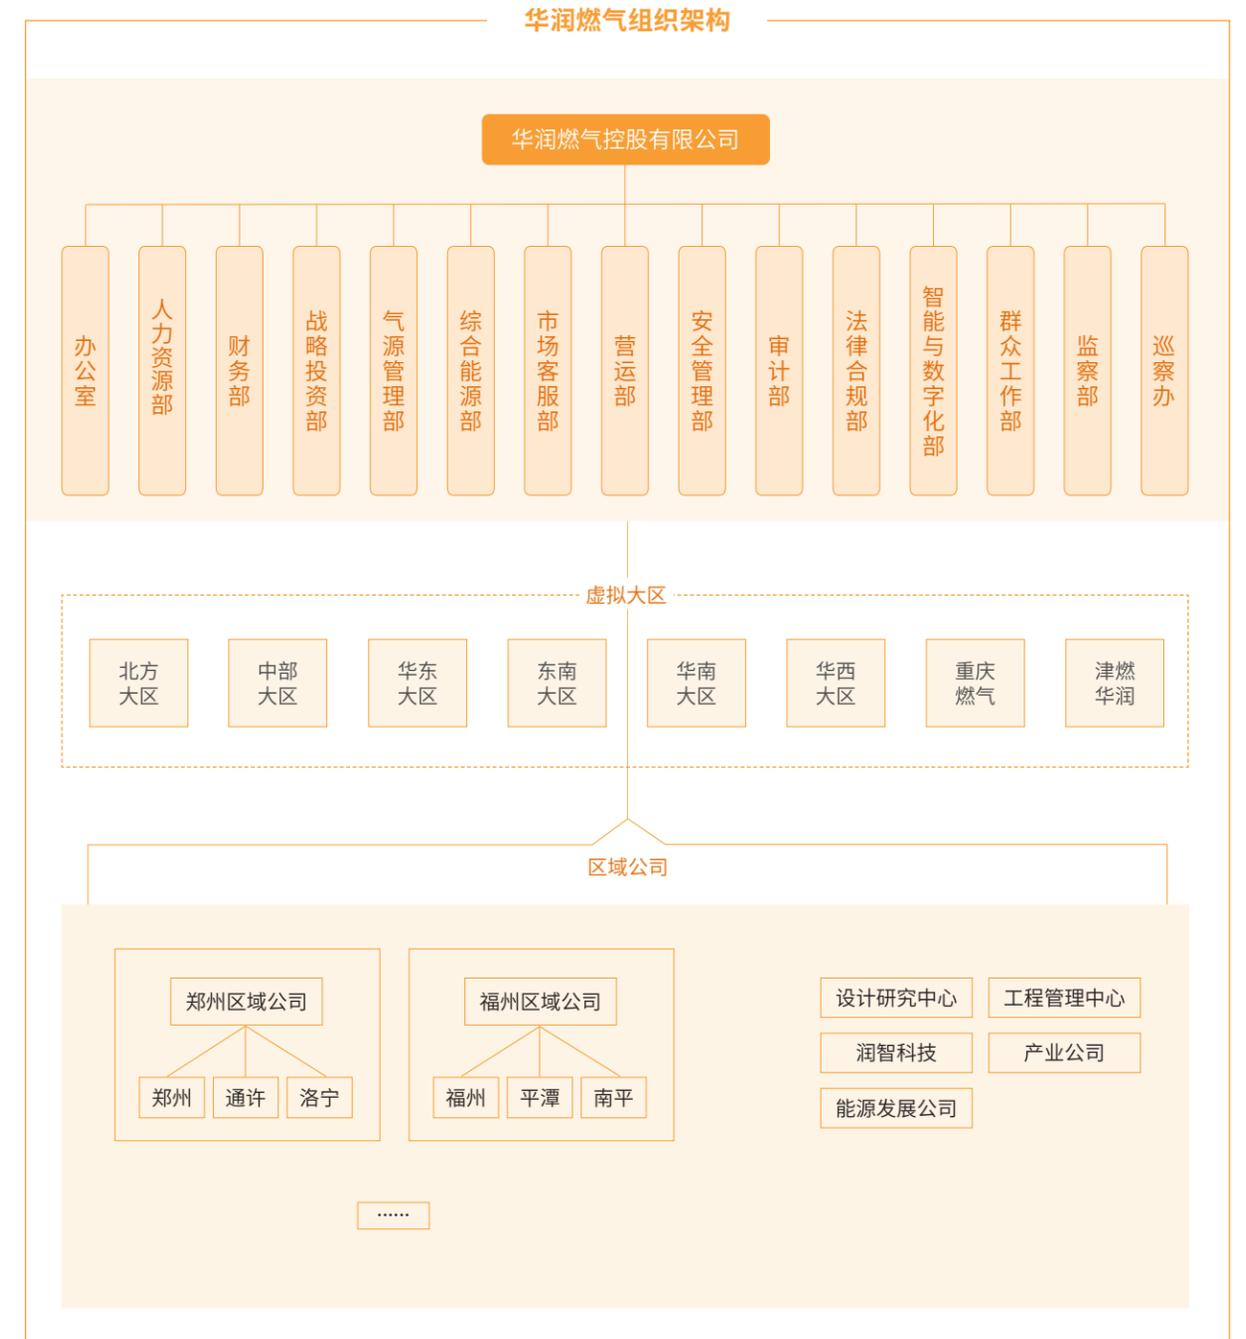 华润燃气组织架构
华润燃气控股有限公司
办公室
人力资源部
财务部
战略投资部
气源管理部
综合能源部
市场客服部
营运部
安全管理部
审计部
法律合规部
智能与数字化部
群众工作部
监察部
巡察办
虚拟大区
北方
大区
中部
大区
华东
大区
东南
大区
华南
大区
华西
大区
重庆
燃气
津燃
华润
区域公司
郑州区域公司
郑州
通许
洛宁
福州区域公司
福州
平潭
南平
设计研究中心
工程管理中心
润智科技
产业公司
能源发展公司
······